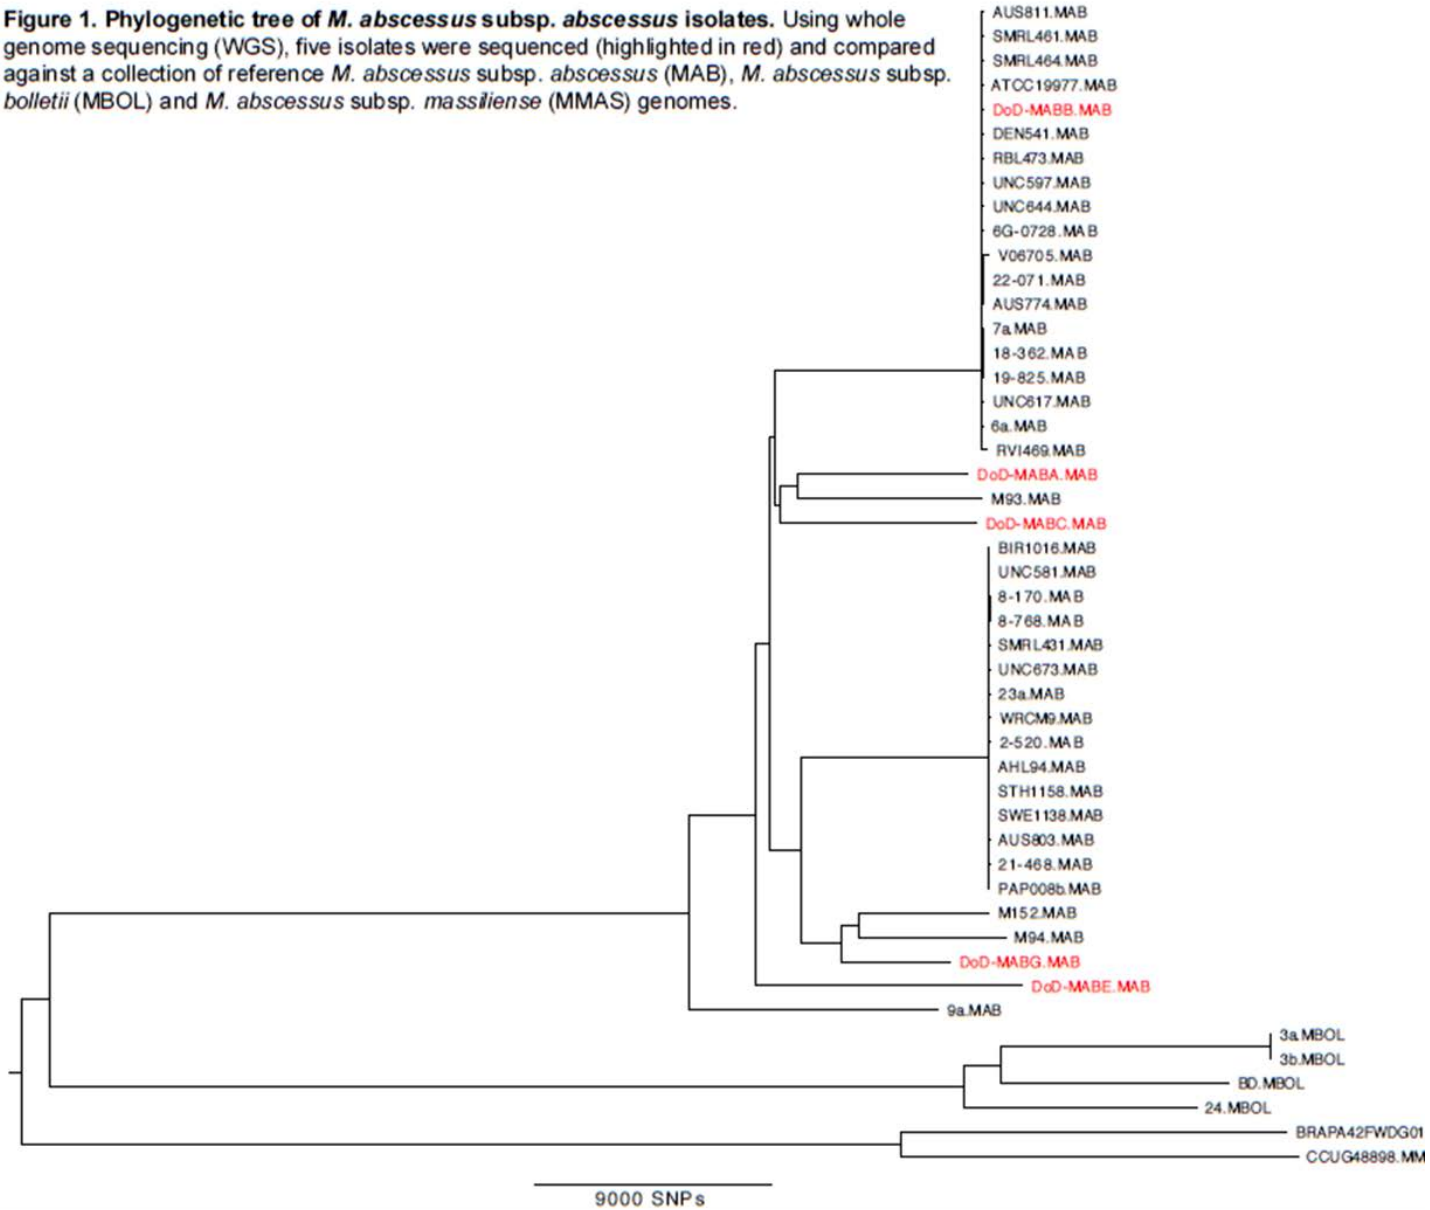 Figure 1. Phylogenetic tree of M. abscessus subsp. abscessus isolates. Using whole
genome sequencing (WGS), five isolates were sequenced (highlighted in red) and compared
against a collection of reference M. abscessus subsp. abscessus (MAB), M. abscessus subsp.
bolletii (MBOL) and M. abscessus subsp. massiliense (MMAS) genomes.
AUS811.MAB
SMRL461.MAB
SMRL464.MAB
ATCC19977.MAB
DoD-MABB.MAB
DEN541.MAB
RBL473.MAB
UNC597.MAB
UNC644.MAB
6G-0728.MAB
V06705.MAB
22-071.MAB
AUS774.MAB
7a.MAB
18-362.MAB
19-825.MAB
UNC617.MAB
6a.MAB
RVI469.MAB
DoD-MABA.MAB
M93.MAB
DoD-MABC.MAB
BIR1016.MAB
UNC581.MAB
8-170.MAB
8-768.MAB
SMRL431.MAB
UNC673.MAB
23a.MAB
WRCM9.MAB
2-520.MAB
AHL94.MAB
STH1158.MAB
SWE1138.MAB
AUS803.MAB
21-468.MAB
PAP008b.MAB
M152.MAB
M94.MAB
DoD-MABG.MAB
DoD-MABE.MAB
9a.MAB
3a.MBOL
3b.MBOL
BD.MBOL
24.MBOL
BRAPA42FWDG01
CCUG48898.MM
9000 SNPs